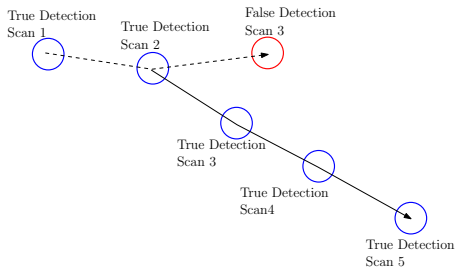 True Detection
Scan 1
True Detection
Scan 2
False Detection
Scan 3
True Detection
Scan 3
True Detection
Scan4
True Detection
Scan 5